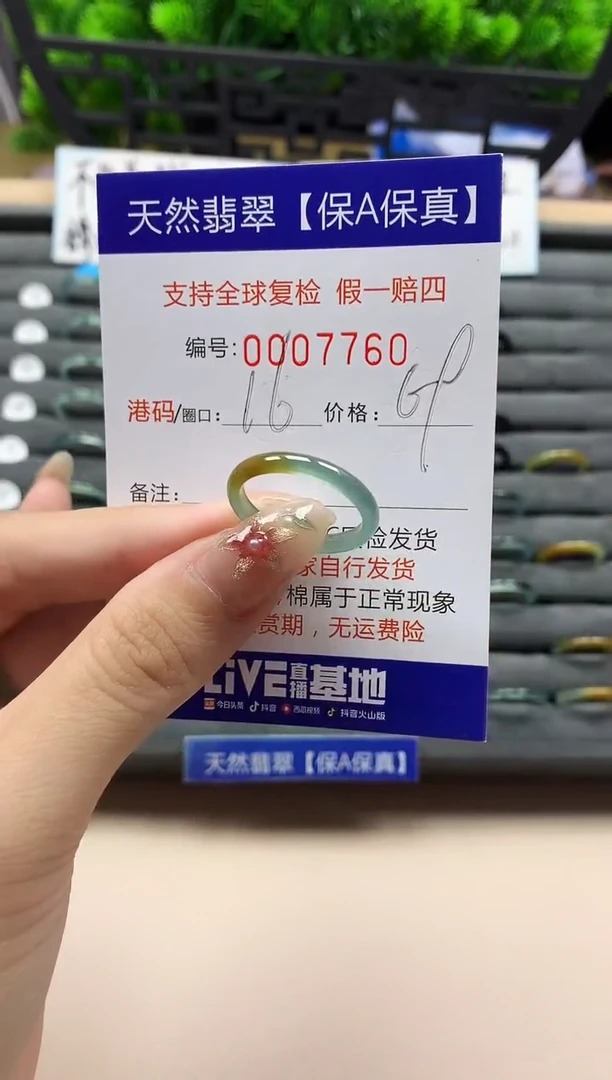 天然翡翠【保A保真】
支持全球复检 假一赔四
编号:0007760
港码/圈口: 16 价格:
备注:
检发货
家自行发货
棉属于正常现象
赏期，无运费险
LIVE直播基地
今日头条 抖音 西瓜视频 抖音火山版
天然翡翠【保A保真】